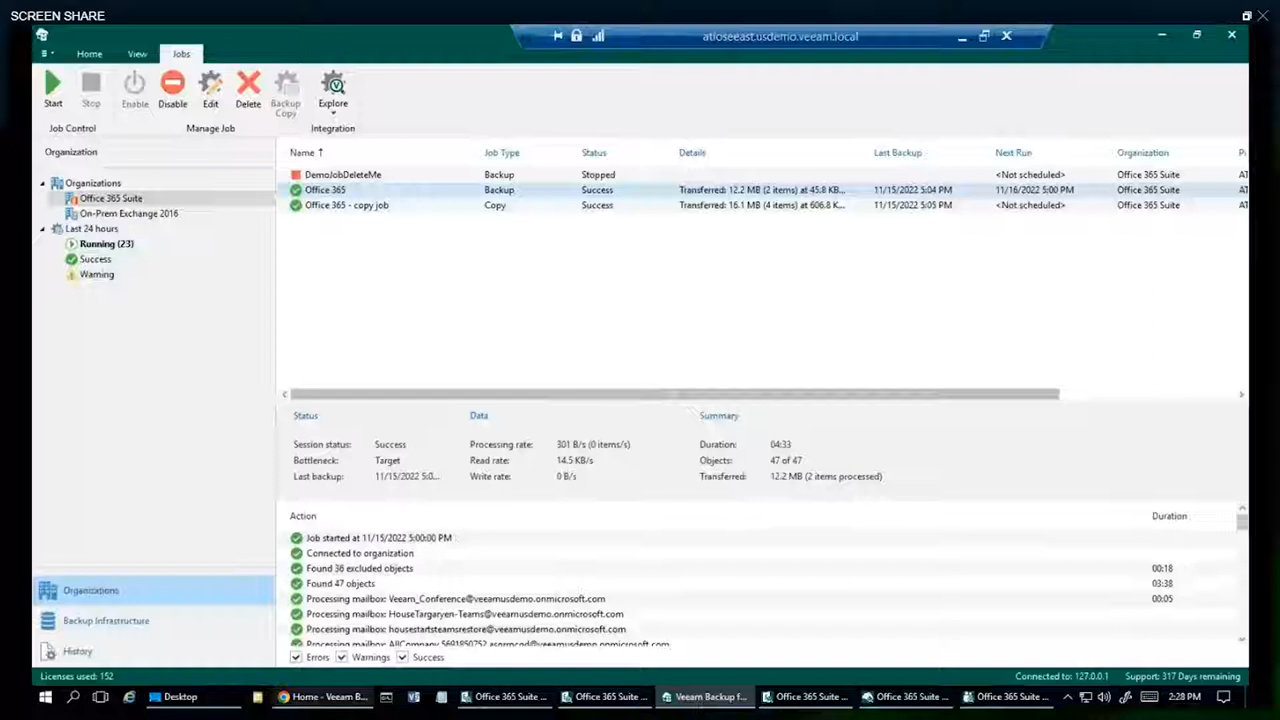 SCREEN SHARE
atloseeast.usdemo.veeam.local
Home View Jobs
Start Stop Enable Disable Edit Delete Backup Copy Explore
Job Control Manage Job Integration
Organization
Organizations
Office 365 Suite
On-Prem Exchange 2016
Last 24 hours
Running (23)
Success
Warning
Name ↑ Job Type Status Details Last Backup Next Run Organization
DemoJobDeleteMe Backup Stopped <Not scheduled> Office 365 Suite AT
Office 365 Backup Success Transferred: 12.2 MB (2 items) at 45.8 KB... 11/15/2022 5:04 PM 11/16/2022 5:00 PM Office 365 Suite AT
Office 365 - copy job Copy Success Transferred: 16.1 MB (4 items) at 606.8 K... 11/15/2022 5:05 PM <Not scheduled> Office 365 Suite AT
Status Data Summary
Session status: Success Processing rate: 301 B/s (0 items/s) Duration: 04:33
Bottleneck: Target Read rate: 14.5 KB/s Objects: 47 of 47
Last backup: 11/15/2022 5:0... Write rate: 0 B/s Transferred: 12.2 MB (2 items processed)
Action Duration
Job started at 11/15/2022 5:00:00 PM
Connected to organization
Found 36 excluded objects 00:18
Found 47 objects 03:38
Processing mailbox: Veeam_Conference@veeamusdemo.onmicrosoft.com 00:05
Processing mailbox: HouseTargaryen-Teams@veeamusdemo.onmicrosoft.com
Processing mailbox: housestartsteamsrestore@veeamusdemo.onmicrosoft.com
Errors Warnings Success
Organizations
Backup Infrastructure
History
Licenses used: 152 Connected to: 127.0.0.1 Support: 317 Days remaining
Desktop Home - Veeam B... Office 365 Suite ... Office 365 Suite ... Veeam Backup f... Office 365 Suite ... Office 365 Suite ... Office 365 Suite ... 2:28 PM